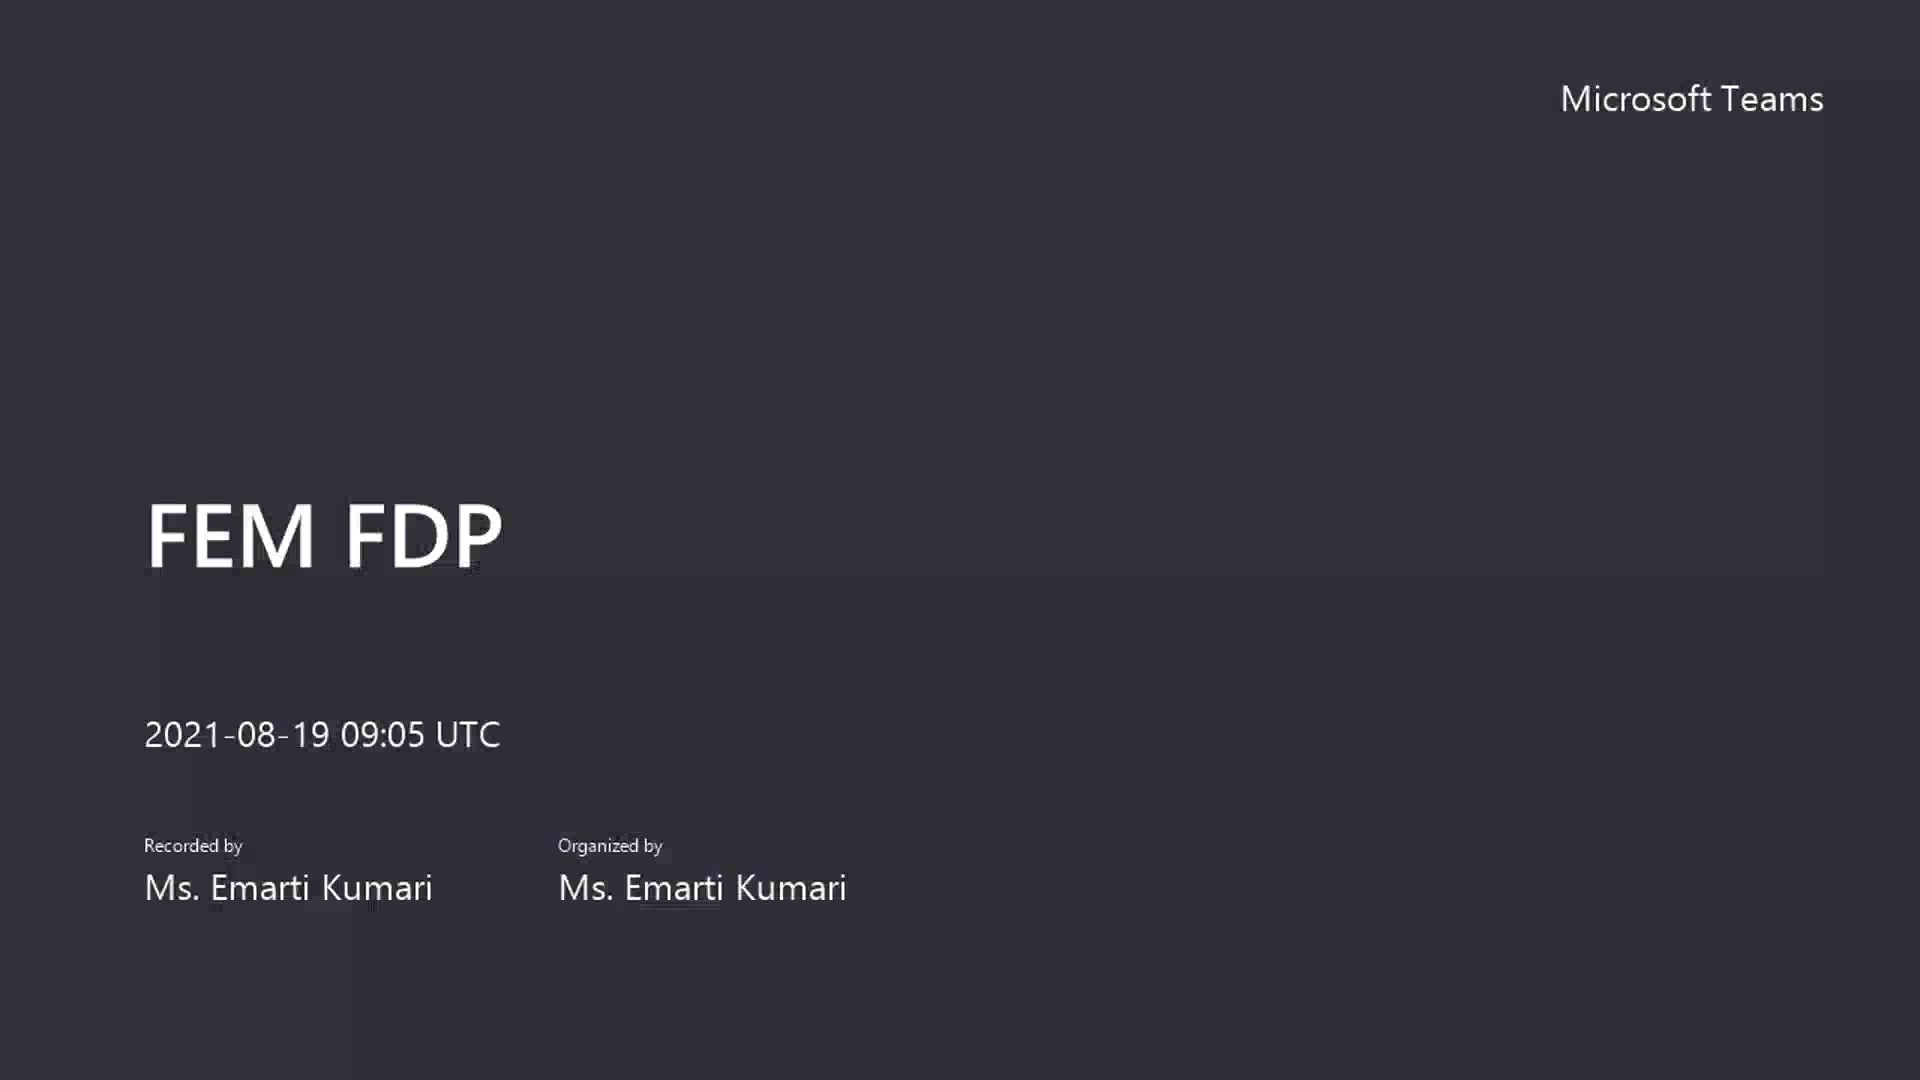 Microsoft Teams
FEM FDP
2021-08-19 09:05 UTC
Recorded by
Ms. Emarti Kumari
Organized by
Ms. Emarti Kumari